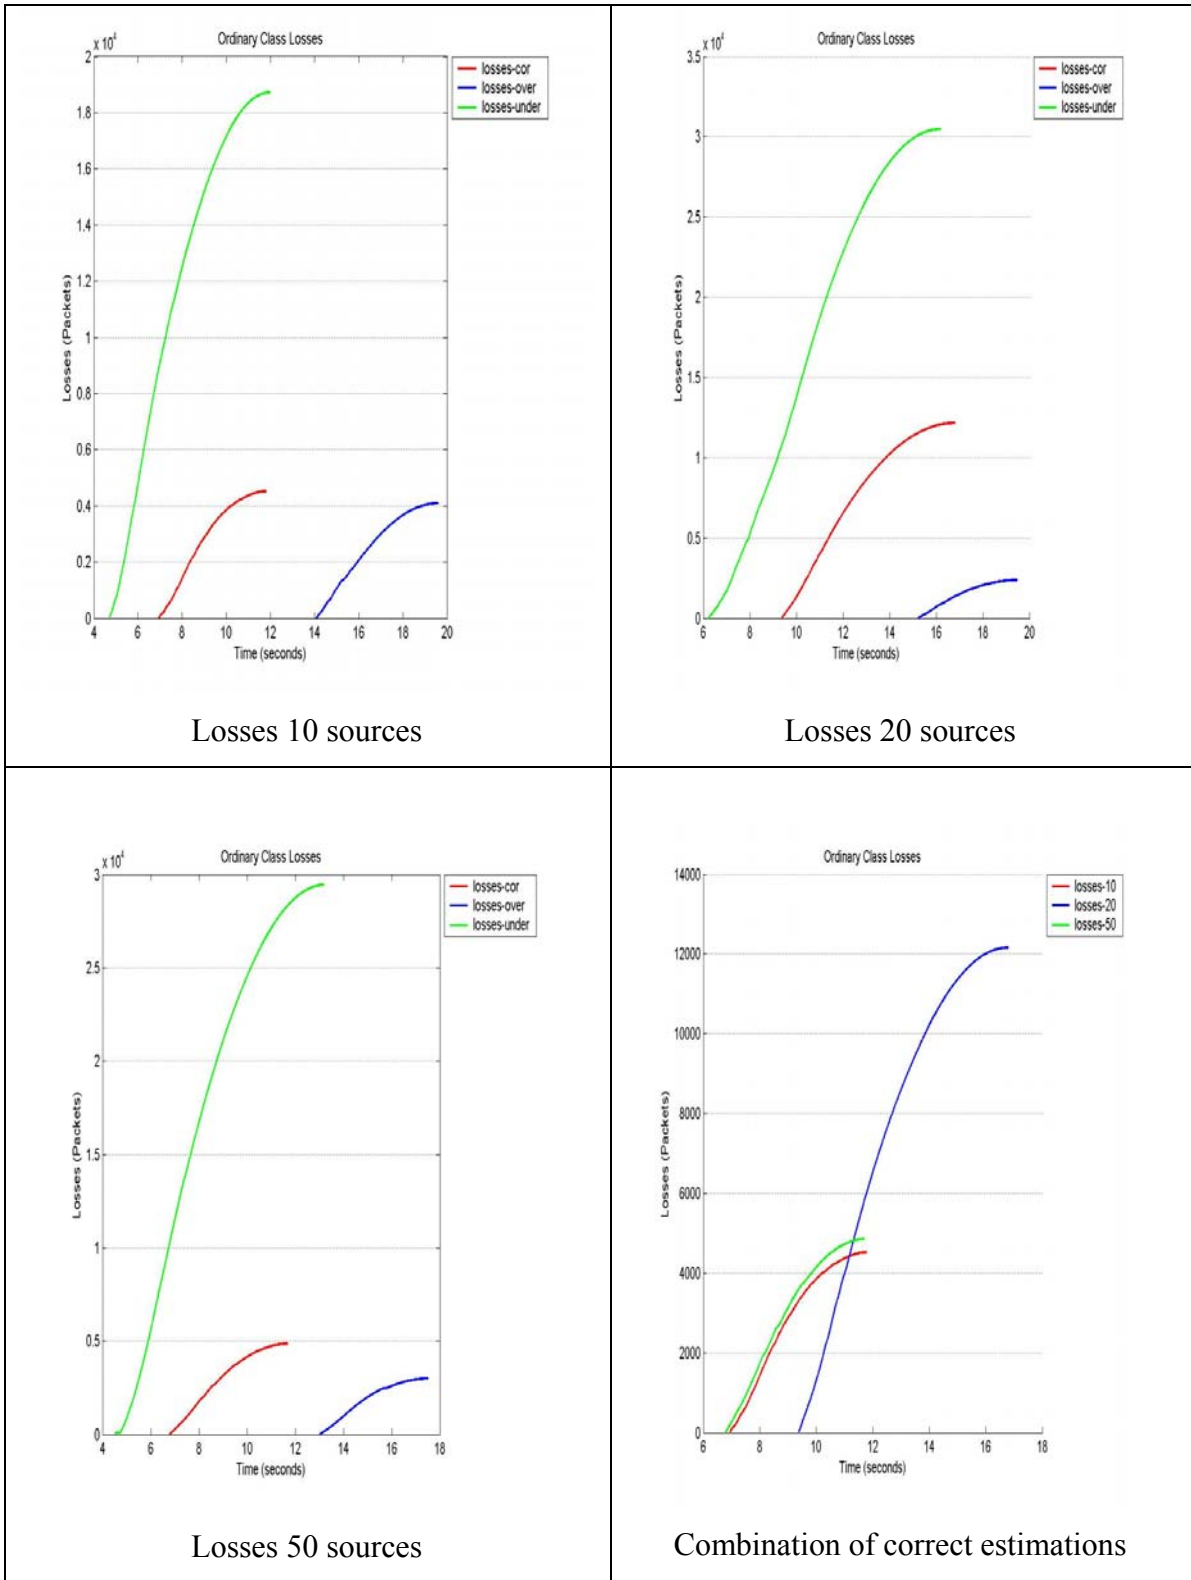 Ordinary Class Losses
x 10⁴
2
1.8
1.6
1.4
1.2
1
0.8
0.6
0.4
0.2
0
Losses (Packets)
4 6 8 10 12 14 16 18 20
Time (seconds)
losses-cor
losses-over
losses-under
Losses 10 sources
Ordinary Class Losses
x 10⁴
3.5
3
2.5
2
1.5
1
0.5
0
Losses (Packets)
6 8 10 12 14 16 18 20
Time (seconds)
losses-cor
losses-over
losses-under
Losses 20 sources
Ordinary Class Losses
x 10⁴
3
2.5
2
1.5
1
0.5
0
Losses (Packets)
4 6 8 10 12 14 16 18
Time (seconds)
losses-cor
losses-over
losses-under
Losses 50 sources
Ordinary Class Losses
14000
12000
10000
8000
6000
4000
2000
0
Losses (Packets)
6 8 10 12 14 16 18
Time (seconds)
losses-10
losses-20
losses-50
Combination of correct estimations